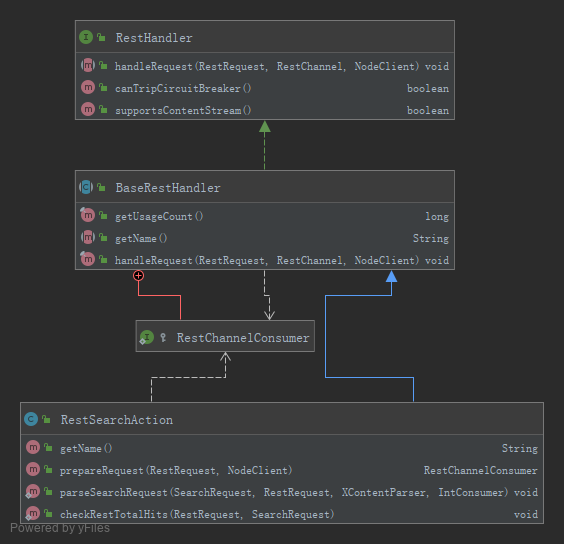 RestHandler
handleRequest(RestRequest, RestChannel, NodeClient) void
canTripCircuitBreaker() boolean
supportsContentStream() boolean
BaseRestHandler
getUsageCount() long
getName() String
handleRequest(RestRequest, RestChannel, NodeClient) void
RestChannelConsumer
RestSearchAction
getName() String
prepareRequest(RestRequest, NodeClient) RestChannelConsumer
parseSearchRequest(SearchRequest, RestRequest, XContentParser, IntConsumer) void
checkRestTotalHits(RestRequest, SearchRequest) void
Powered by yFiles